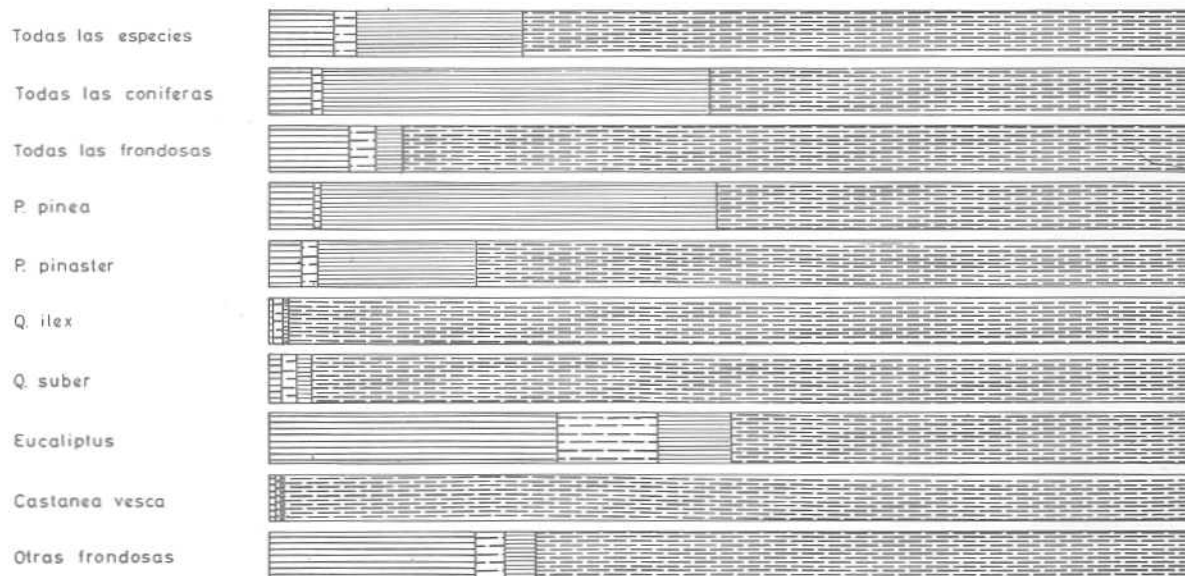 Todas las especies
Todas las coniferas
Todas las frondosas
P. pinea
P. pinaster
Q. ilex
Q. suber
Eucaliptus
Castanea vesca
Otras frondosas